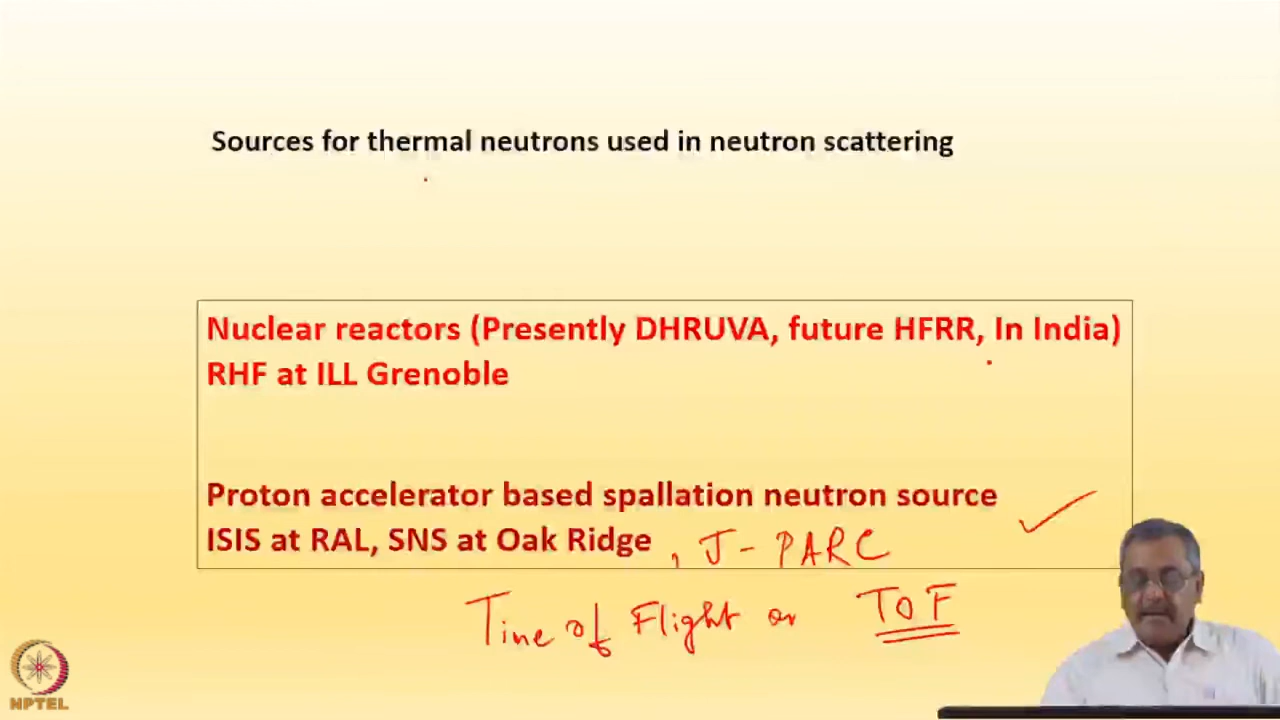 Sources for thermal neutrons used in neutron scattering
Nuclear reactors (Presently DHRUVA, future HFRR, In India)
RHF at ILL Grenoble
Proton accelerator based spallation neutron source
ISIS at RAL, SNS at Oak Ridge , J-PARC
Time of Flight or TOF
NPTEL